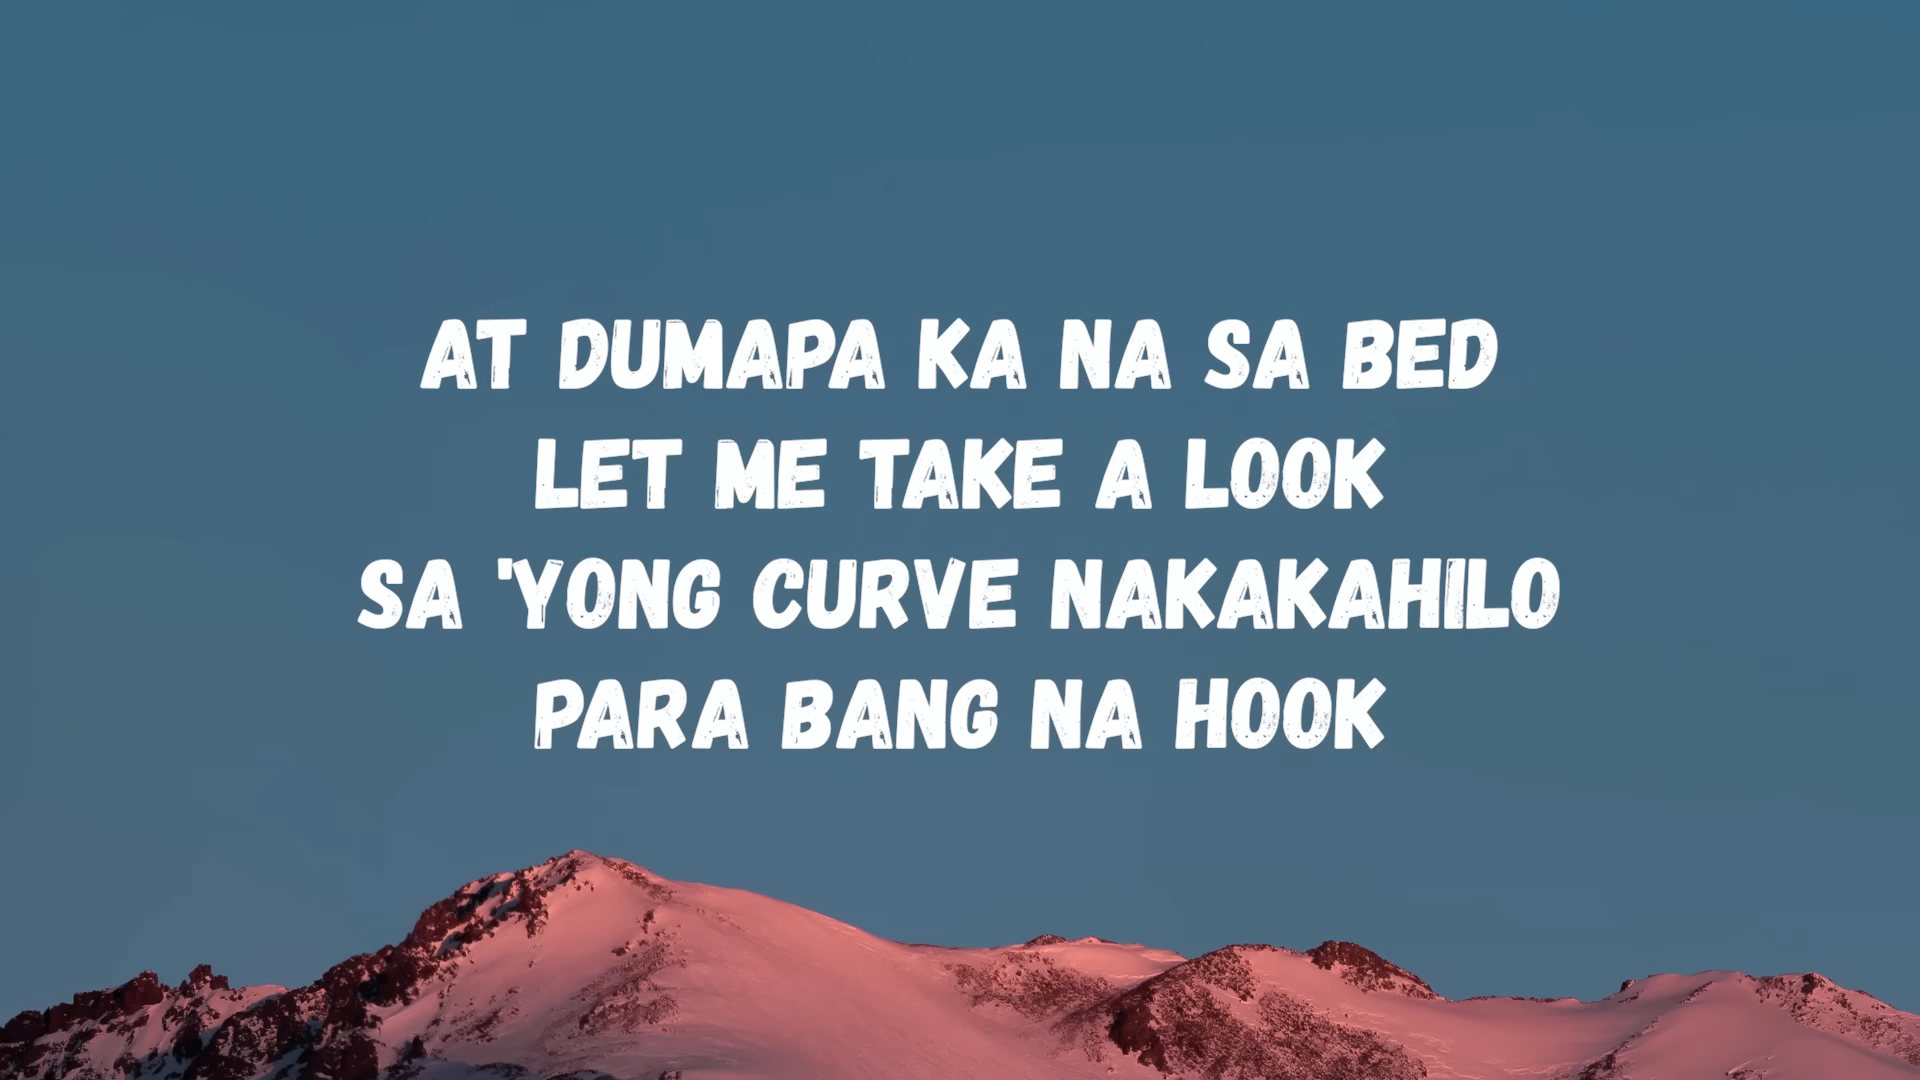 AT DUMAPA KA NA SA BED
LET ME TAKE A LOOK
SA 'YONG CURVE NAKAKAHILO
PARA BANG NA HOOK